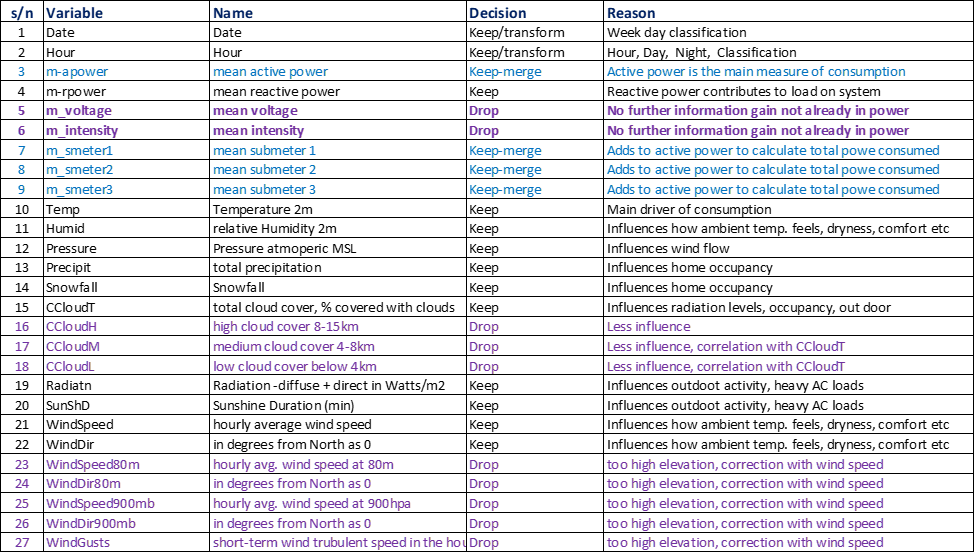 s/n Variable Name Decision Reason
1 Date Date Keep/transform Week day classification
2 Hour Hour Keep/transform Hour, Day, Night, Classification
3 m-apower mean active power Keep-merge Active power is the main measure of consumption
4 m-rpower mean reactive power Keep Reactive power contributes to load on system
5 m_voltage mean voltage Drop No further information gain not already in power
6 m_intensity mean intensity Drop No further information gain not already in power
7 m_smeter1 mean submeter 1 Keep-merge Adds to active power to calculate total powe consumed
8 m_smeter2 mean submeter 2 Keep-merge Adds to active power to calculate total powe consumed
9 m_smeter3 mean submeter 3 Keep-merge Adds to active power to calculate total powe consumed
10 Temp Temperature 2m Keep Main driver of consumption
11 Humid relative Humidity 2m Keep Influences how ambient temp. feels, dryness, comfort etc
12 Pressure Pressure atmoperic MSL Keep Influences wind flow
13 Precipit total precipitation Keep Influences home occupancy
14 Snowfall Snowfall Keep Influences home occupancy
15 CCloudT total cloud cover, % covered with clouds Keep Influences radiation levels, occupancy, out door
16 CCloudH high cloud cover 8-15km Drop Less influence
17 CCloudM medium cloud cover 4-8km Drop Less influence, correlation with CCloudT
18 CCloudL low cloud cover below 4km Drop Less influence, correlation with CCloudT
19 Radiatn Radiation -diffuse + direct in Watts/m2 Keep Influences outdoot activity, heavy AC loads
20 SunShD Sunshine Duration (min) Keep Influences outdoot activity, heavy AC loads
21 WindSpeed hourly average wind speed Keep Influences how ambient temp. feels, dryness, comfort etc
22 WindDir in degrees from North as 0 Keep Influences how ambient temp. feels, dryness, comfort etc
23 WindSpeed80m hourly avg. wind speed at 80m Drop too high elevation, correction with wind speed
24 WindDir80m in degrees from North as 0 Drop too high elevation, correction with wind speed
25 WindSpeed900mb hourly avg. wind speed at 900hpa Drop too high elevation, correction with wind speed
26 WindDir900mb in degrees from North as 0 Drop too high elevation, correction with wind speed
27 WindGusts short-term wind trubulent speed in the hou Drop too high elevation, correction with wind speed